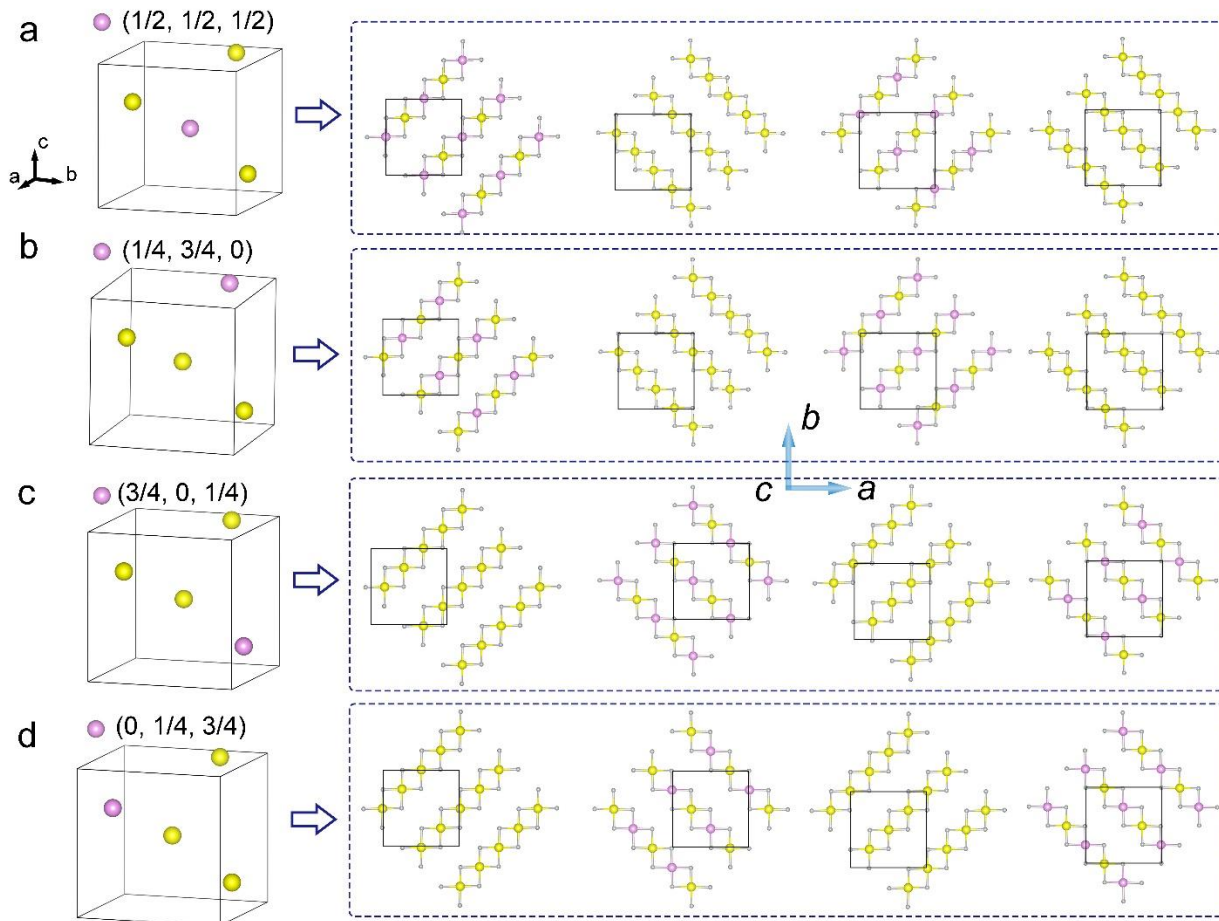 a
(1/2, 1/2, 1/2)
c
a
b
b
(1/4, 3/4, 0)
b
c
a
c
(3/4, 0, 1/4)
d
(0, 1/4, 3/4)